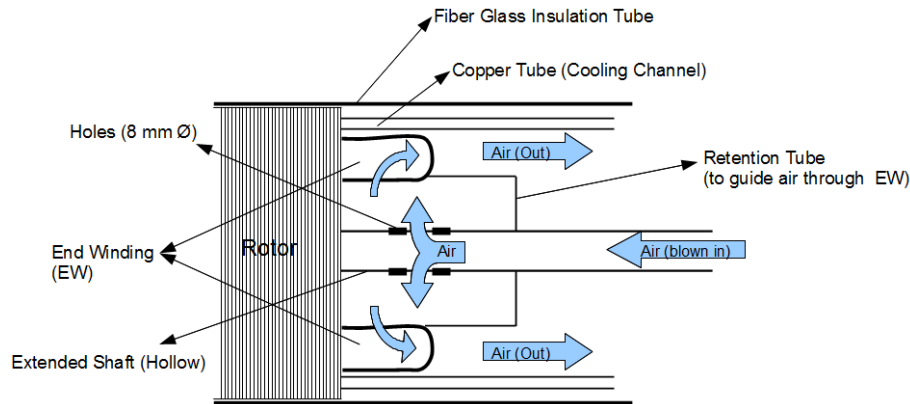 Fiber Glass Insulation Tube
Copper Tube (Cooling Channel)
Holes (8 mm Ø)
Air (Out)
Retention Tube
(to guide air through EW)
End Winding
(EW)
Rotor
Air
Air (blown in)
Extended Shaft (Hollow)
Air (Out)